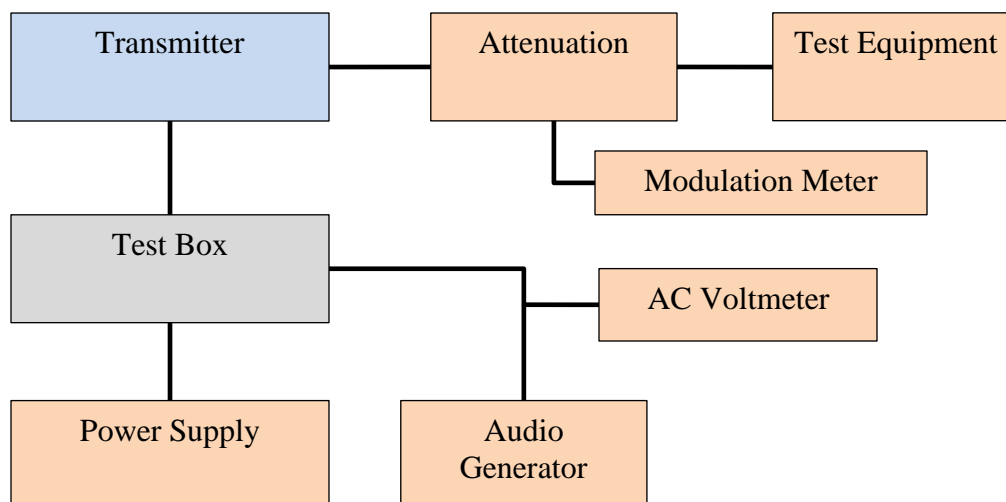 Transmitter
Attenuation
Test Equipment
Modulation Meter
Test Box
AC Voltmeter
Power Supply
Audio
Generator